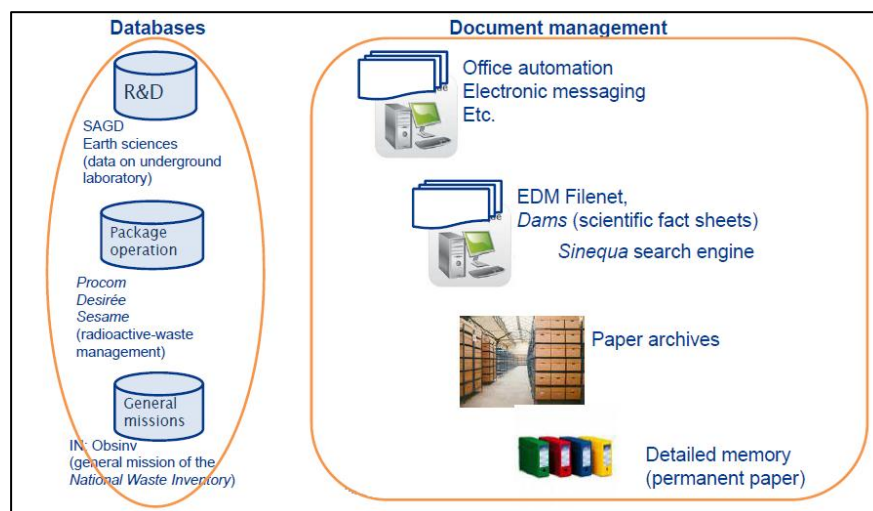 Databases
R&D
SAGD
Earth sciences
(data on underground
laboratory)
Package
operation
Procom
Desirée
Sesame
(radioactive-waste
management)
General
missions
IN: Obsinv
(general mission of the
National Waste Inventory)
Document management
Office automation
Electronic messaging
Etc.
EDM Filenet,
Dams (scientific fact sheets)
Sinequa search engine
Paper archives
Detailed memory
(permanent paper)